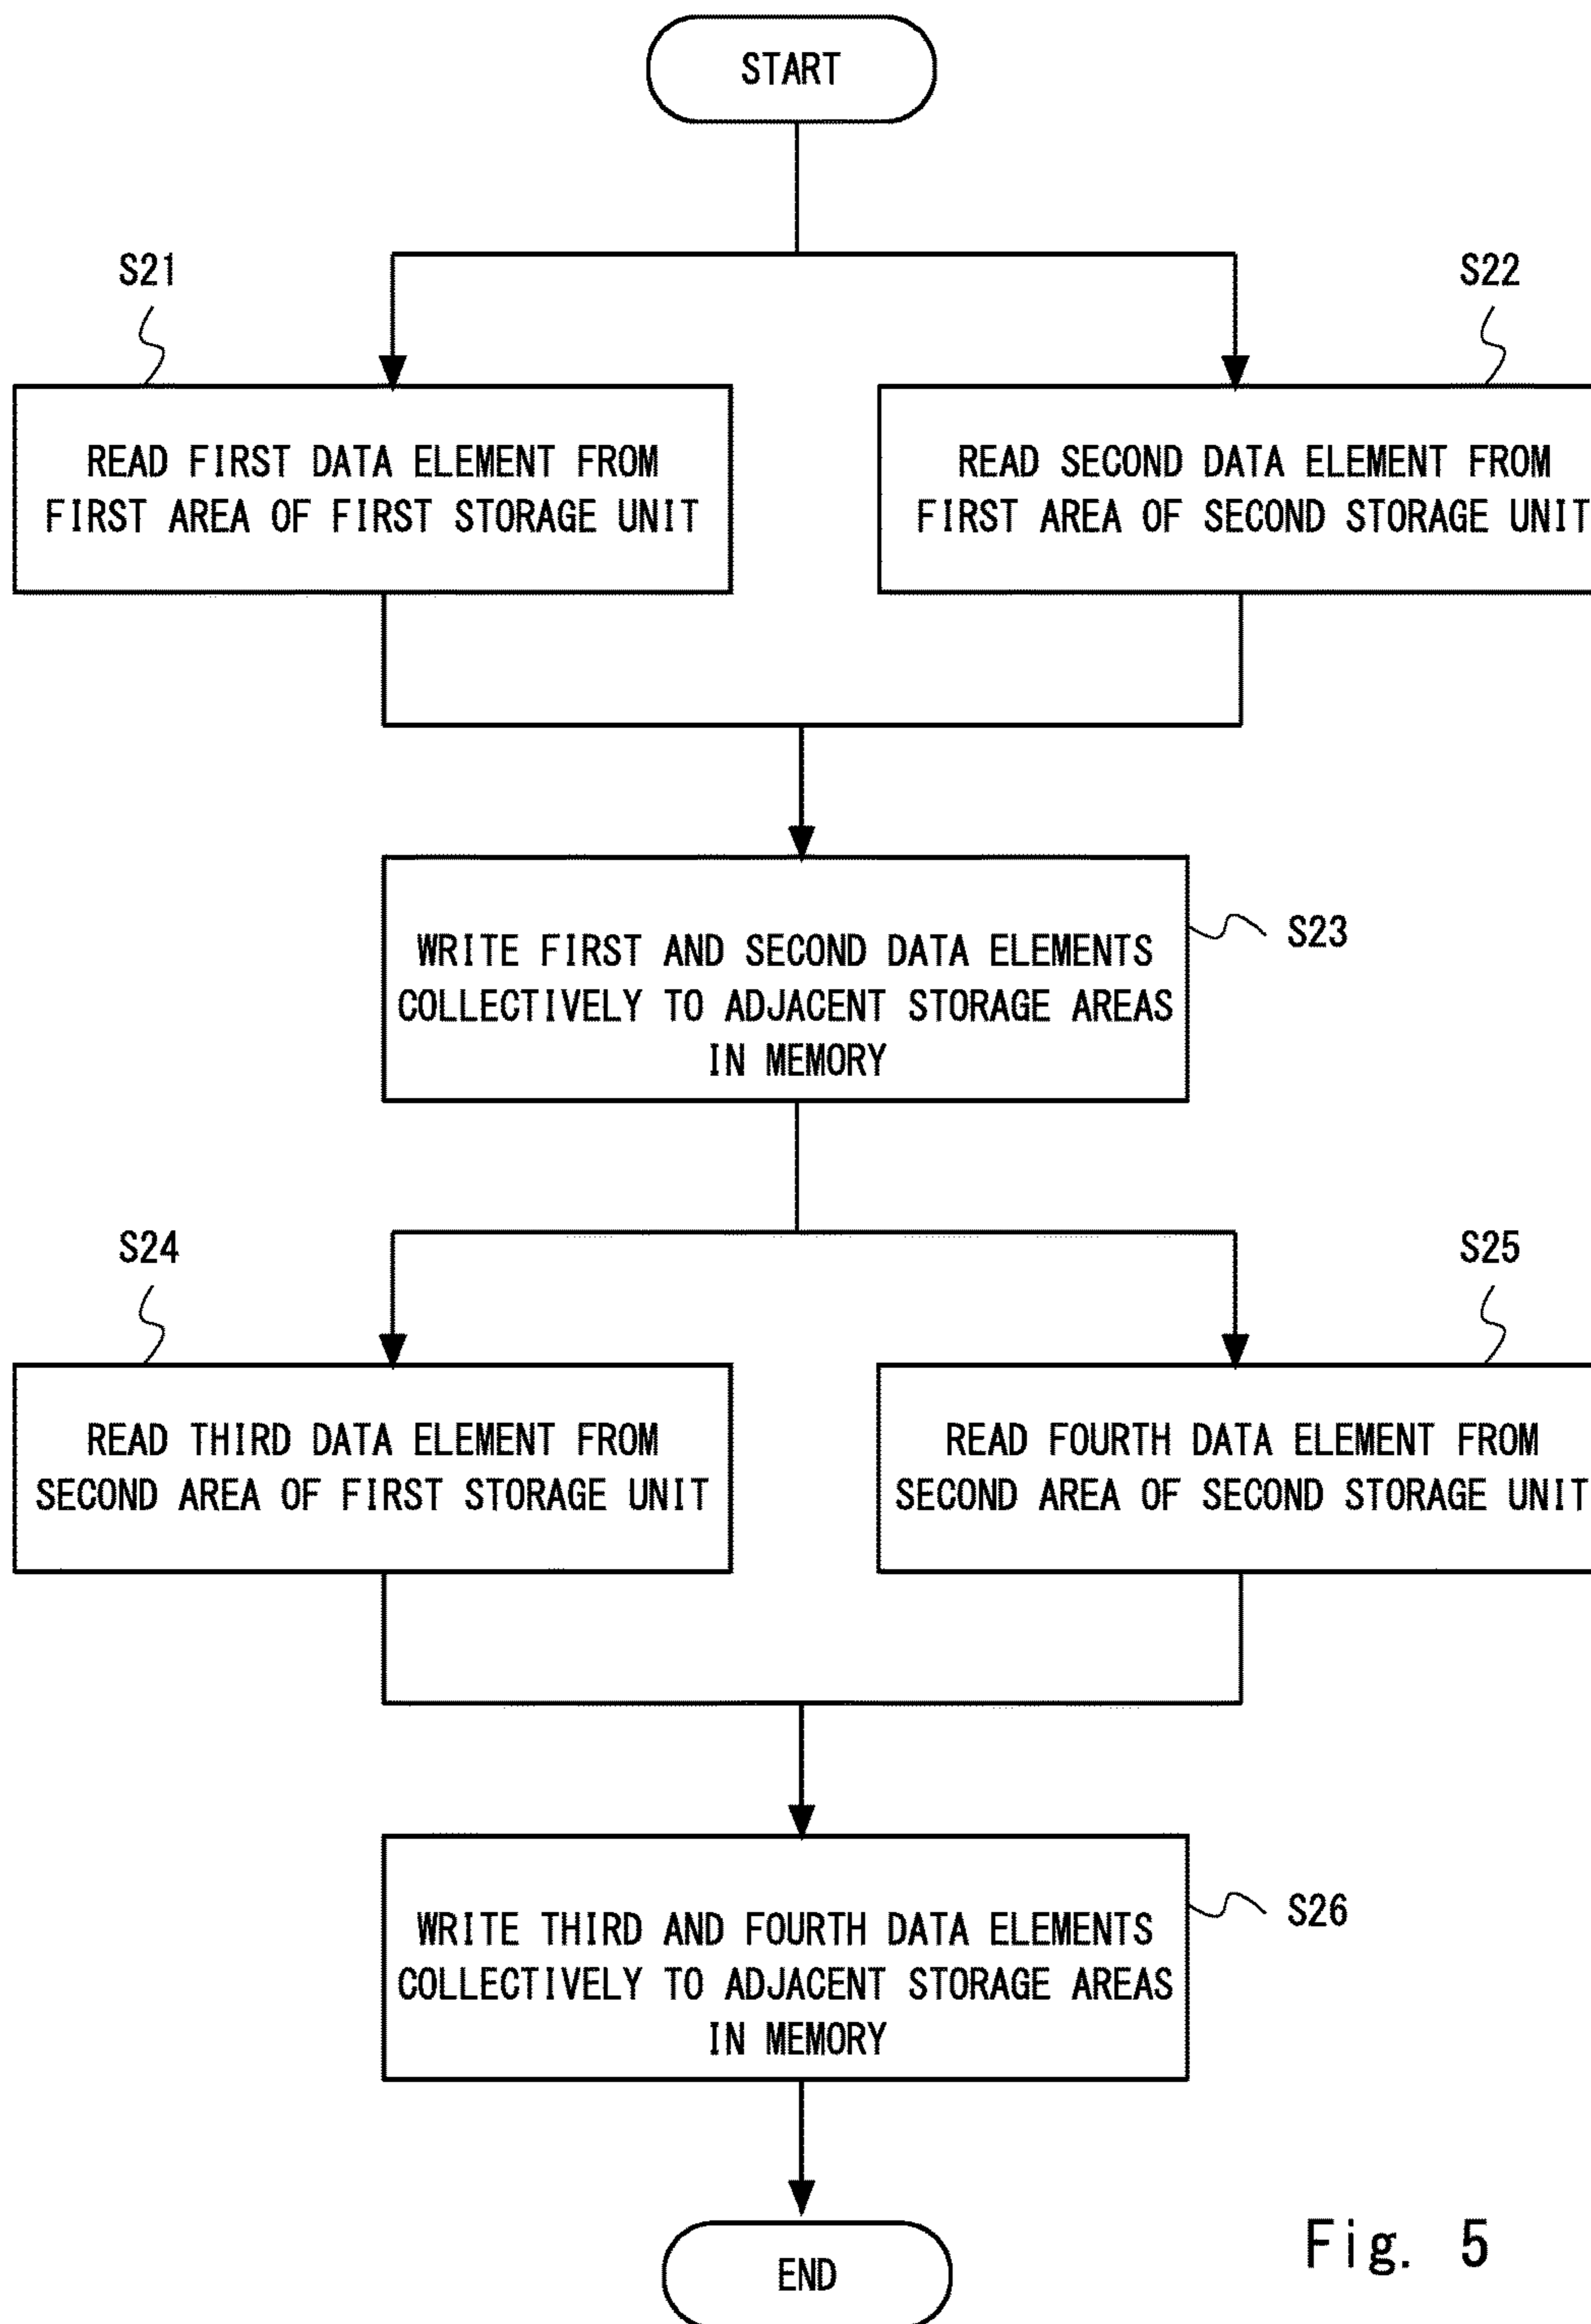 START
S21
S22
READ FIRST DATA ELEMENT FROM
FIRST AREA OF FIRST STORAGE UNIT
READ SECOND DATA ELEMENT FROM
FIRST AREA OF SECOND STORAGE UNIT
S23
WRITE FIRST AND SECOND DATA ELEMENTS
COLLECTIVELY TO ADJACENT STORAGE AREAS
IN MEMORY
S24
S25
READ THIRD DATA ELEMENT FROM
SECOND AREA OF FIRST STORAGE UNIT
READ FOURTH DATA ELEMENT FROM
SECOND AREA OF SECOND STORAGE UNIT
S26
WRITE THIRD AND FOURTH DATA ELEMENTS
COLLECTIVELY TO ADJACENT STORAGE AREAS
IN MEMORY
END
Fig. 5